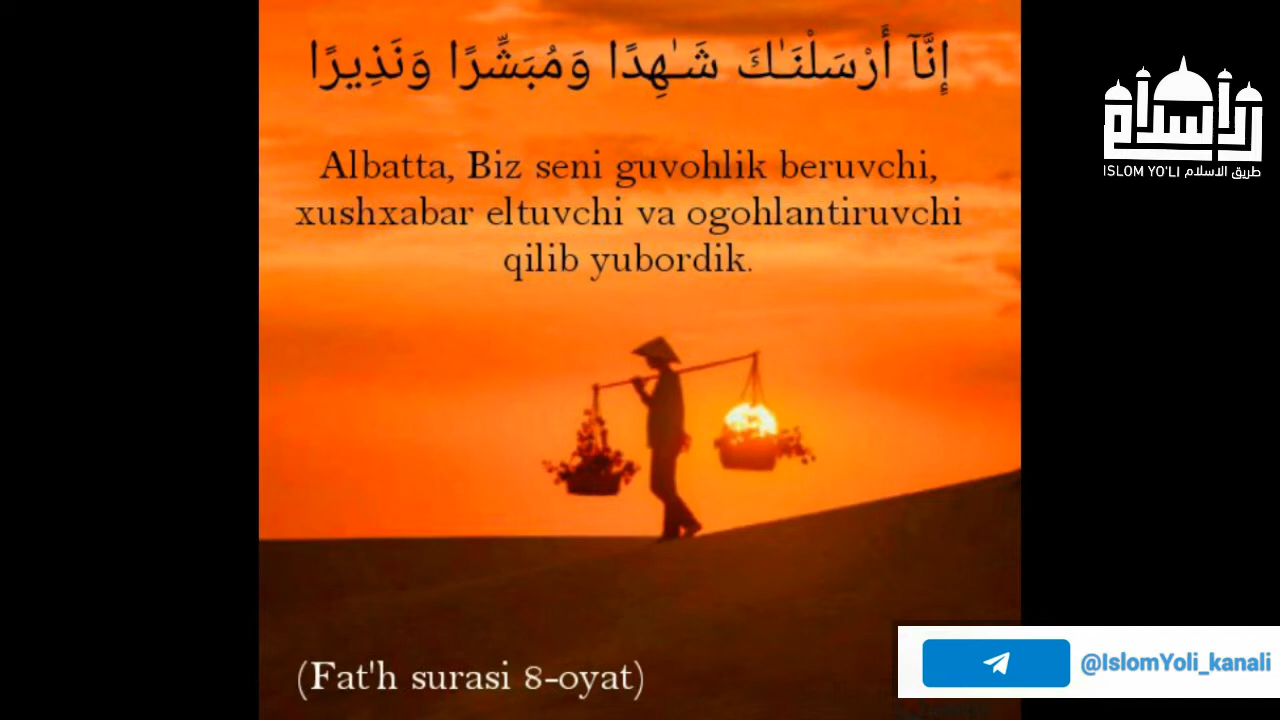 إِنَّآ أَرْسَلْنَـٰكَ شَـٰهِدًا وَمُبَشِّرًا وَنَذِيرًا
Albatta, Biz seni guvohlik beruvchi,
xushxabar eltuvchi va ogohlantiruvchi
qilib yubordik.
(Fat'h surasi 8-oyat)
ISLOM YO'LI طريق الاسلام
@IslomYoli_kanali